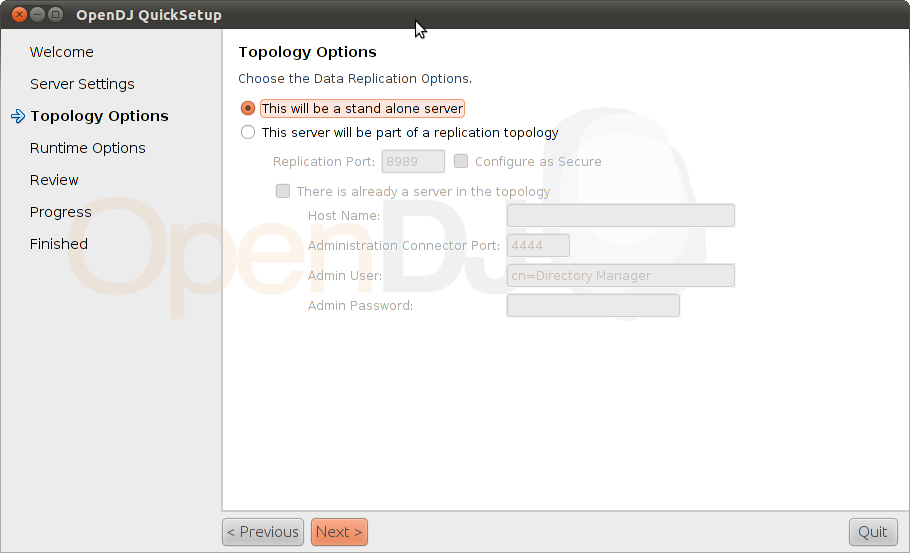 OpenDJ QuickSetup
Welcome
Server Settings
Topology Options
Runtime Options
Review
Progress
Finished
Topology Options
Choose the Data Replication Options.
This will be a stand alone server
This server will be part of a replication topology
Replication Port: 8989 Configure as Secure
There is already a server in the topology
Host Name:
Administration Connector Port: 4444
Admin User: cn=Directory Manager
Admin Password:
OpenDJ
< Previous Next > Quit